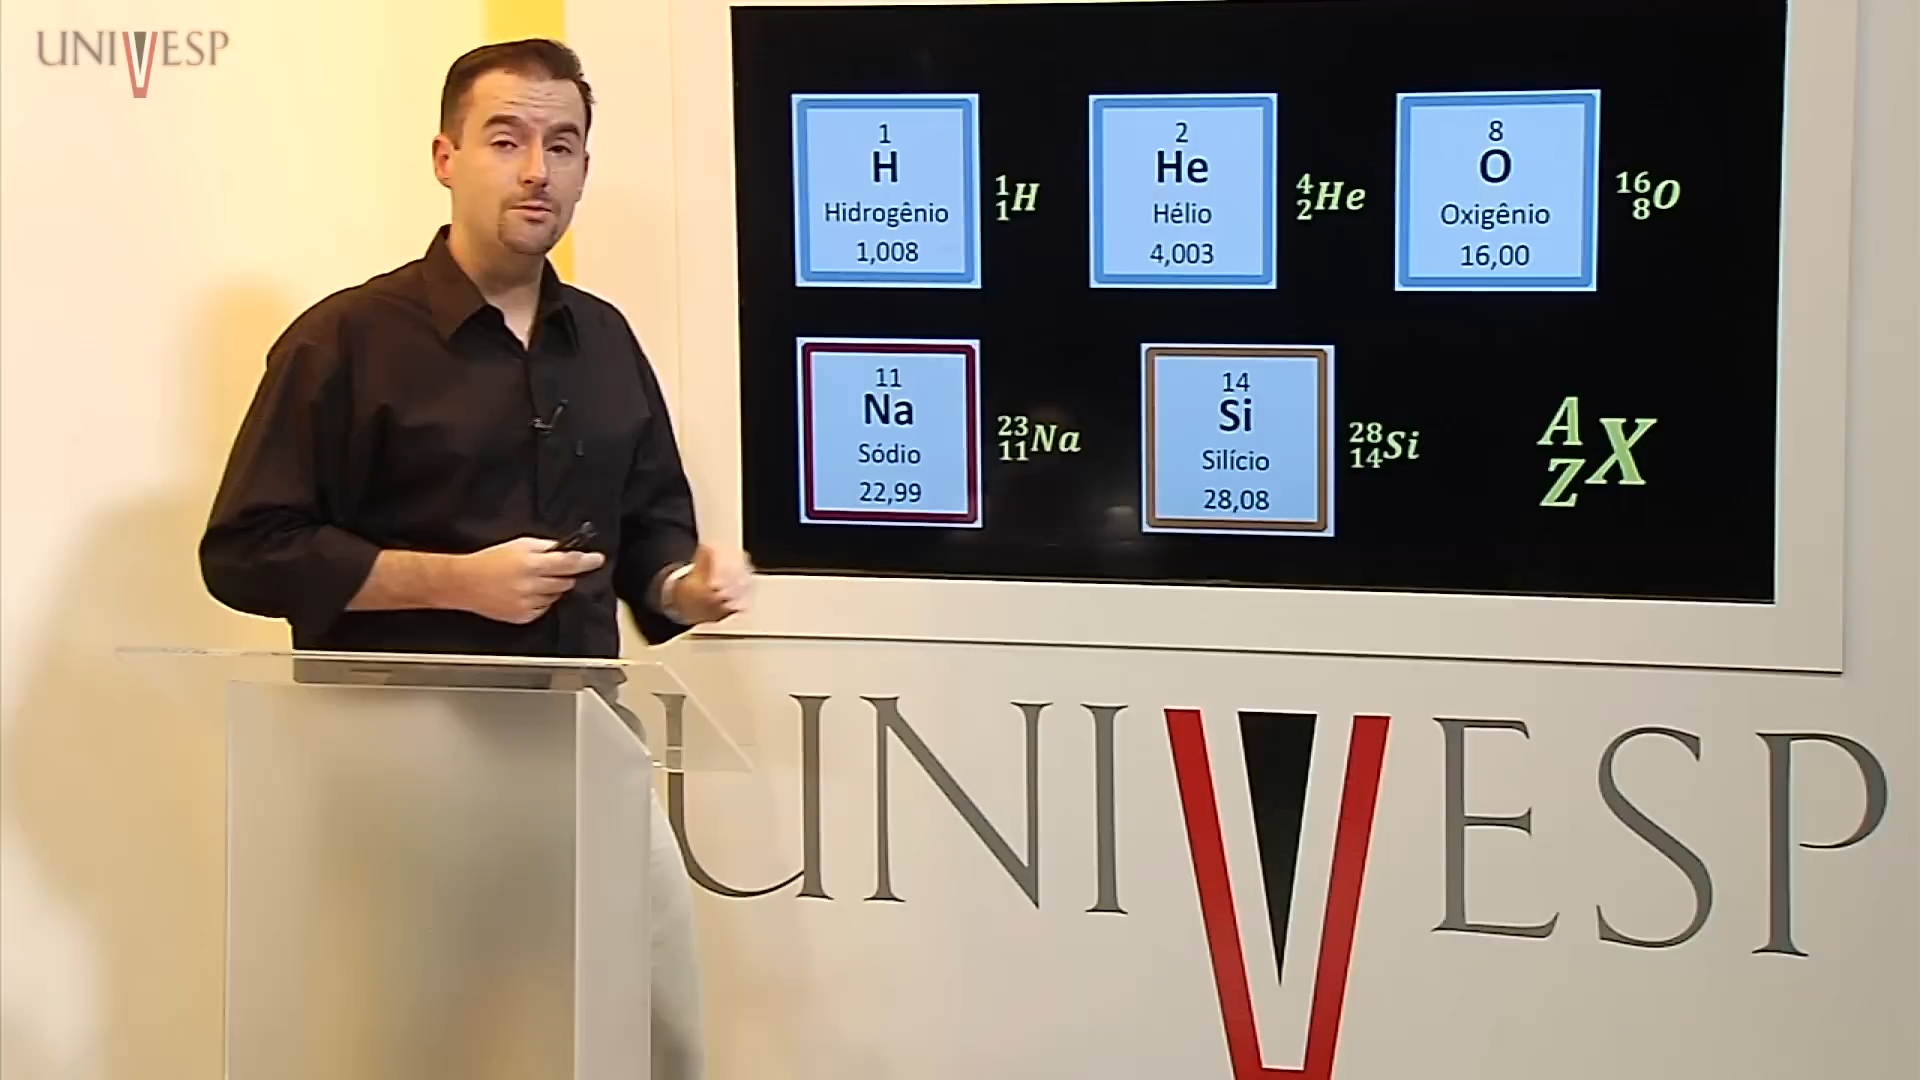 UNIVESP
1
H
Hidrogênio
1,008
1
1H
2
He
Hélio
4,003
4
2He
8
O
Oxigênio
16,00
16
8O
11
Na
Sódio
22,99
23
11Na
14
Si
Silício
28,08
28
14Si
A
ZX
UNIVESP